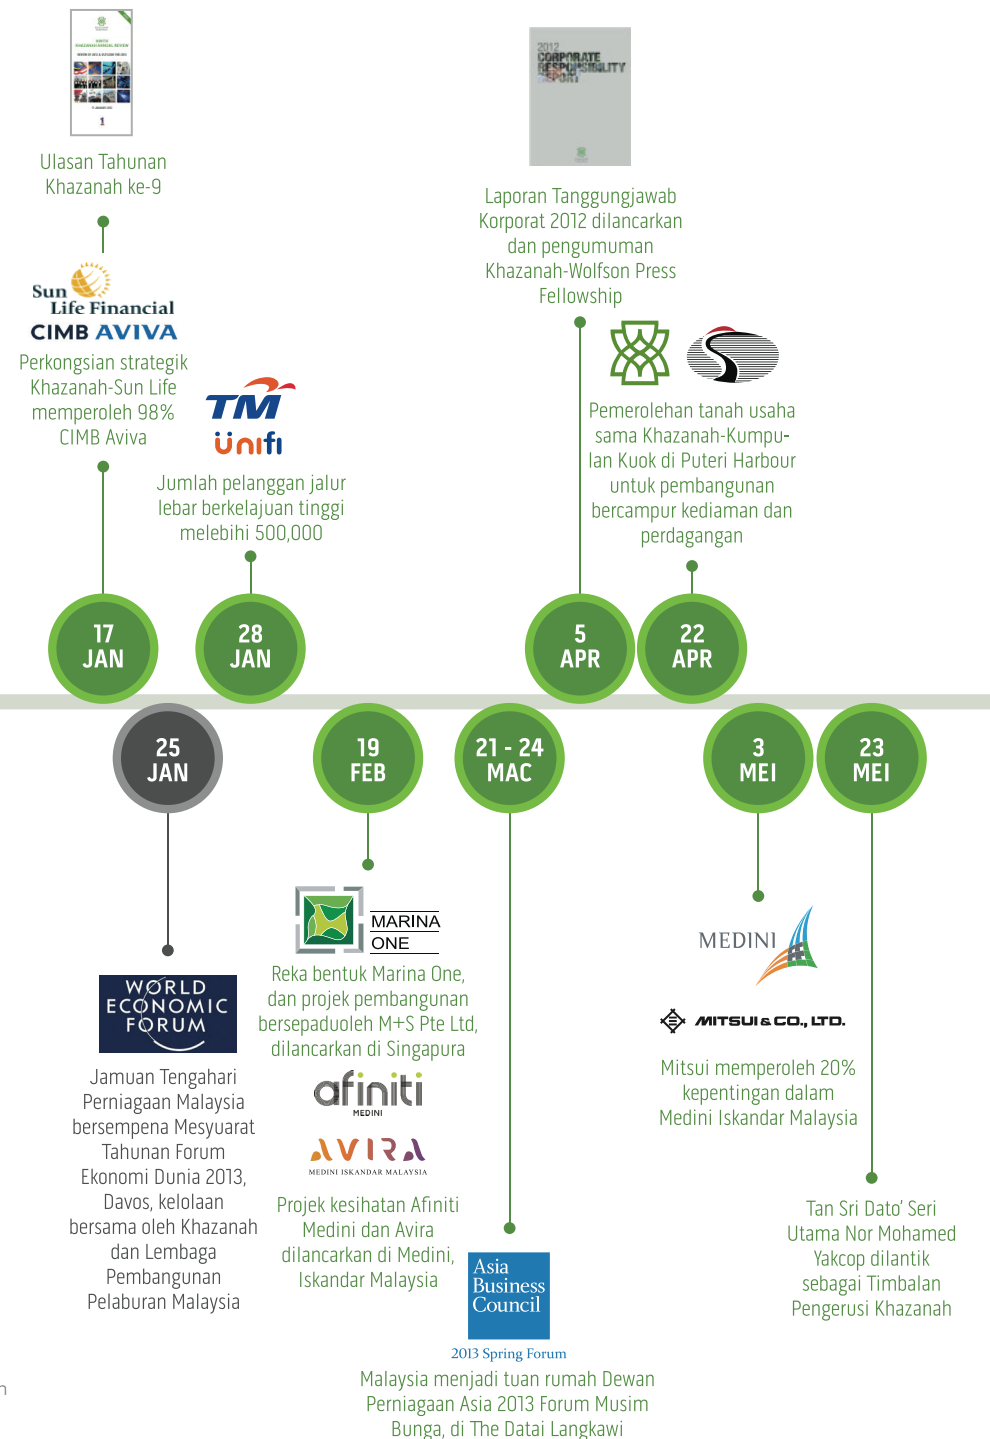 Ulasan Tahunan
Khazanah ke-9
Sun
Life Financial
CIMB AVIVA
Perkongsian strategik
Khazanah-Sun Life
memperoleh 98%
CIMB Aviva
TM
ünifi
Jumlah pelanggan jalur
lebar berkelajuan tinggi
melebihi 500,000
2012
CORPORATE
RESPONSIBILITY
REPORT
Laporan Tanggungjawab
Korporat 2012 dilancarkan
dan pengumuman
Khazanah-Wolfson Press
Fellowship
Pemerolehan tanah usaha
sama Khazanah-Kumpu-
lan Kuok di Puteri Harbour
untuk pembangunan
bercampur kediaman dan
perdagangan
17
JAN
28
JAN
5
APR
22
APR
25
JAN
19
FEB
21 - 24
MAC
3
MEI
23
MEI
WORLD
ECONOMIC
FORUM
Jamuan Tengahari
Perniagaan Malaysia
bersempena Mesyuarat
Tahunan Forum
Ekonomi Dunia 2013,
Davos, kelolaan
bersama oleh Khazanah
dan Lembaga
Pembangunan
Pelaburan Malaysia
MARINA
ONE
Reka bentuk Marina One,
dan projek pembangunan
bersepaduoleh M+S Pte Ltd,
dilancarkan di Singapura
afiniti
MEDINI
AVIRA
MEDINI ISKANDAR MALAYSIA
Projek kesihatan Afiniti
Medini dan Avira
dilancarkan di Medini,
Iskandar Malaysia
Asia
Business
Council
2013 Spring Forum
Malaysia menjadi tuan rumah Dewan
Perniagaan Asia 2013 Forum Musim
Bunga, di The Datai Langkawi
MEDINI
MITSUI & CO., LTD.
Mitsui memperoleh 20%
kepentingan dalam
Medini Iskandar Malaysia
Tan Sri Dato' Seri
Utama Nor Mohamed
Yakcop dilantik
sebagai Timbalan
Pengerusi Khazanah